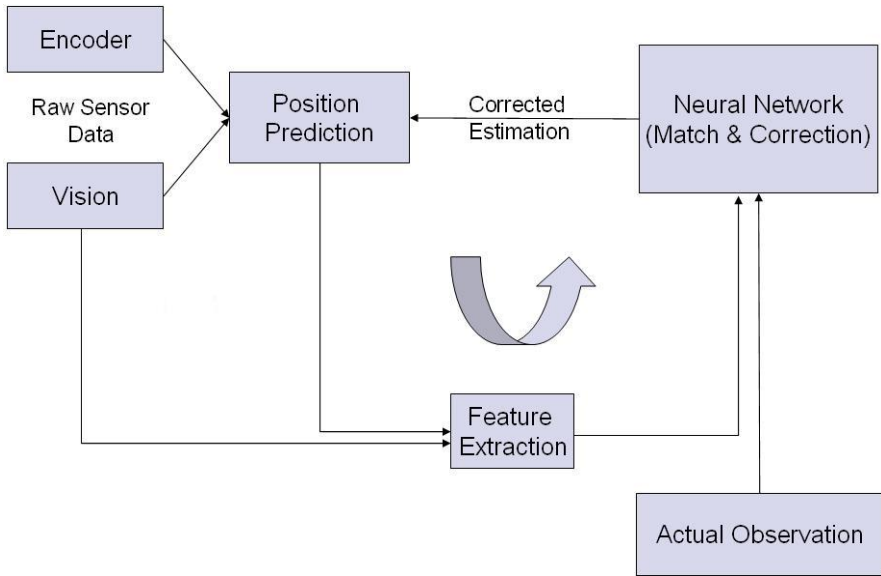 Encoder
Raw Sensor
Data
Vision
Position
Prediction
Corrected
Estimation
Neural Network
(Match & Correction)
Feature
Extraction
Actual Observation